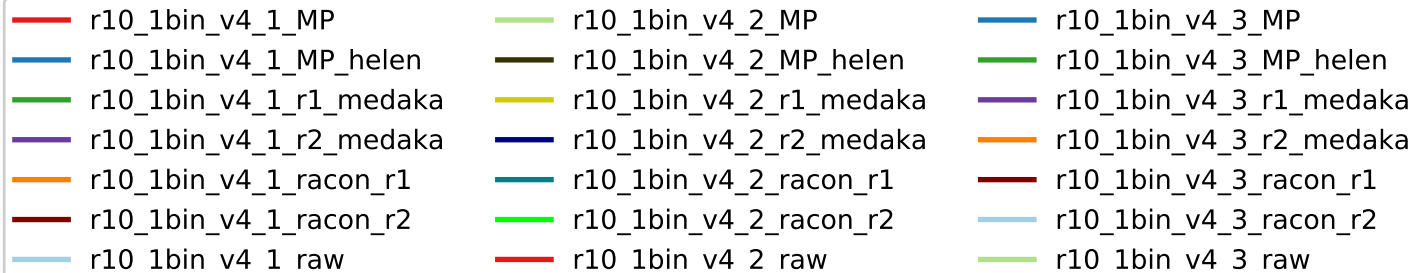 r10_1bin_v4_1_MP r10_1bin_v4_2_MP r10_1bin_v4_3_MP
r10_1bin_v4_1_MP_helen r10_1bin_v4_2_MP_helen r10_1bin_v4_3_MP_helen
r10_1bin_v4_1_r1_medaka r10_1bin_v4_2_r1_medaka r10_1bin_v4_3_r1_medaka
r10_1bin_v4_1_r2_medaka r10_1bin_v4_2_r2_medaka r10_1bin_v4_3_r2_medaka
r10_1bin_v4_1_racon_r1 r10_1bin_v4_2_racon_r1 r10_1bin_v4_3_racon_r1
r10_1bin_v4_1_racon_r2 r10_1bin_v4_2_racon_r2 r10_1bin_v4_3_racon_r2
r10_1bin_v4_1_raw r10_1bin_v4_2_raw r10_1bin_v4_3_raw